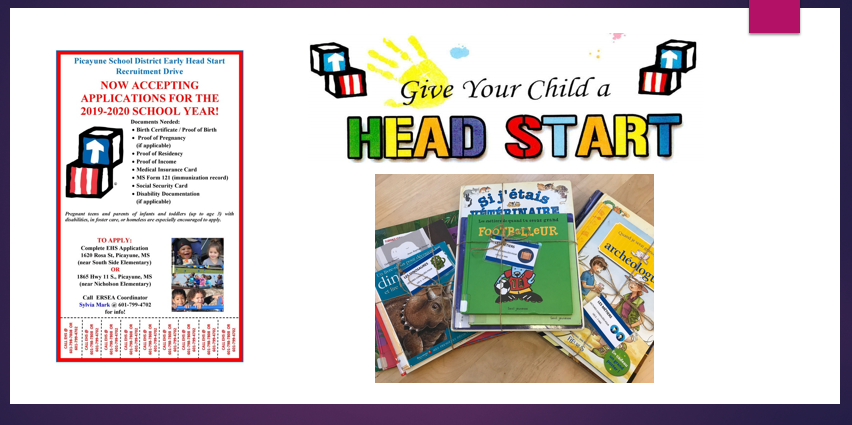 Picayune School District Early Head Start
Recruitment Drive
NOW ACCEPTING
APPLICATIONS FOR THE
2019-2020 SCHOOL YEAR!
Documents Needed:
• Birth Certificate / Proof of Birth
• Proof of Pregnancy
(if applicable)
• Proof of Residency
• Proof of Income
• Medical Insurance Card
• MS Form 121 (immunization record)
• Social Security Card
• Disability Documentation
(if applicable)
Pregnant teens and parents of infants and toddlers (up to age 3) with
disabilities, in foster care, or homeless are especially encouraged to apply.
TO APPLY:
Complete EHS Application
1620 Rosa St, Picayune, MS
(near South Side Elementary)
OR
1865 Hwy 11 S., Picayune, MS
(near Nicholson Elementary)
Call ERSEA Coordinator
Sylvia Mark @ 601-799-4702
for info!
Give Your Child a
HEAD START
Si j'étais
VÉTÉRINAIRE
FOOTBALLEUR
archéologi